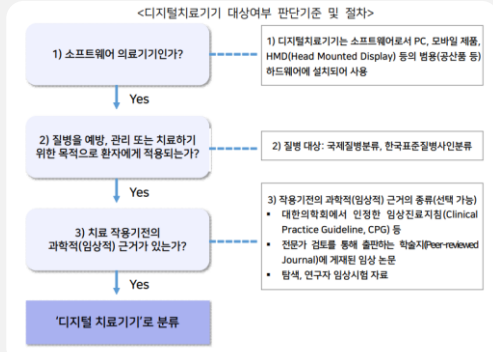 <디지털치료기기 대상여부 판단기준 및 절차>
1) 소프트웨어 의료기기인가?
1) 디지털치료기기는 소프트웨어로서 PC, 모바일 제품,
HMD(Head Mounted Display) 등의 범용(공산품 등)
하드웨어에 설치되어 사용
Yes
2) 질병을 예방, 관리 또는 치료하기
위한 목적으로 환자에게 적용되는가?
2) 질병 대상: 국제질병분류, 한국표준질병사인분류
Yes
3) 치료 작용기전의
과학적(임상적) 근거가 있는가?
3) 작용기전의 과학적(임상적) 근거의 종류(선택 가능)
▪ 대한의학회에서 인정한 임상진료지침(Clinical
Practice Guideline, CPG) 등
▪ 전문가 검토를 통해 출판하는 학술지(Peer-reviewed
Journal)에 게재된 임상 논문
▪ 탐색, 연구자 임상시험 자료
Yes
'디지털 치료기기'로 분류